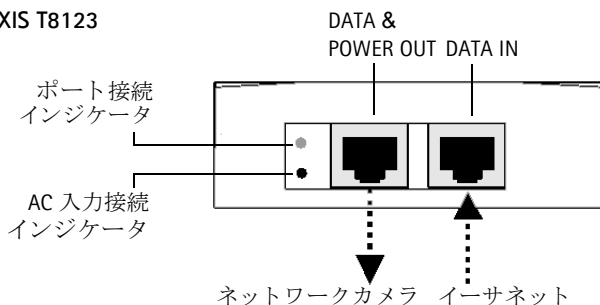 XIS T8123
DATA &
POWER OUT DATA IN
ポート接続
インジケータ
AC 入力接続
インジケータ
ネットワークカメラ イーサネット